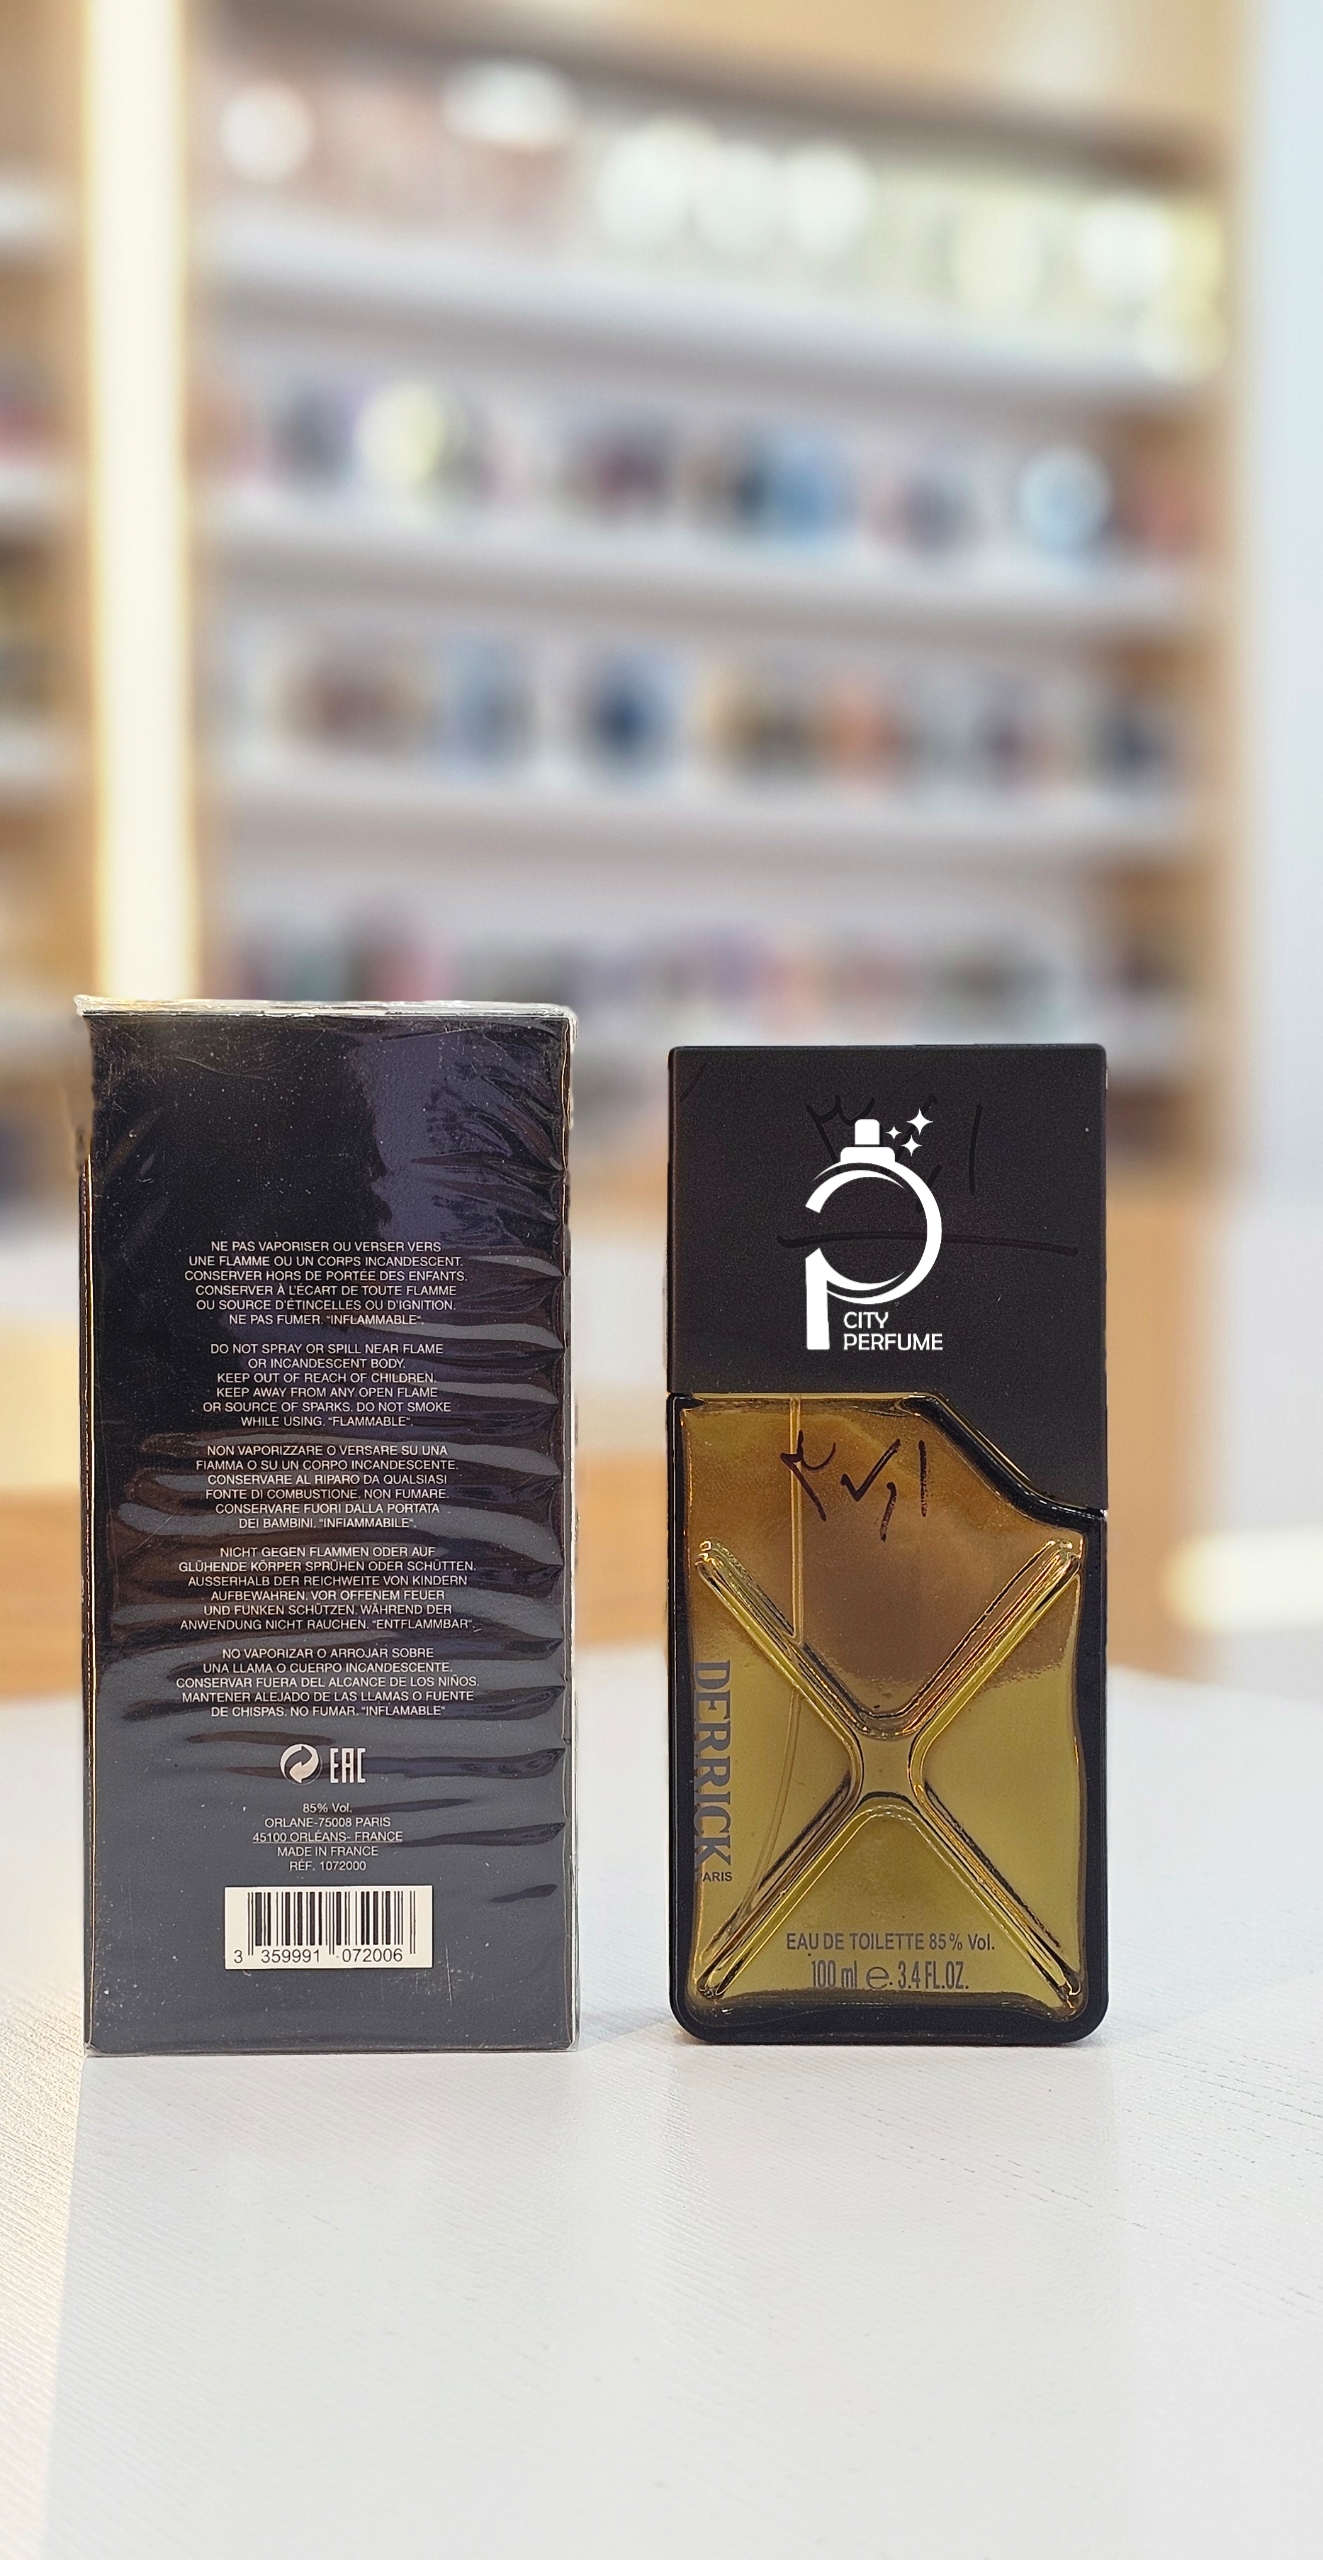 NE PAS VAPORISER OU VERSER VERS
UNE FLAMME OU UN CORPS INCANDESCENT.
CONSERVER HORS DE PORTÉE DES ENFANTS.
CONSERVER À L'ÉCART DE TOUTE FLAMME
OU SOURCE D'ÉTINCELLES OU D'IGNITION.
NE PAS FUMER. "INFLAMMABLE".
DO NOT SPRAY OR SPILL NEAR FLAME
OR INCANDESCENT BODY.
KEEP OUT OF REACH OF CHILDREN.
KEEP AWAY FROM ANY OPEN FLAME
OR SOURCE OF SPARKS. DO NOT SMOKE
WHILE USING. "FLAMMABLE".
NON VAPORIZZARE O VERSARE SU UNA
FIAMMA O SU UN CORPO INCANDESCENTE.
CONSERVARE AL RIPARO DA QUALSIASI
FONTE DI COMBUSTIONE. NON FUMARE.
CONSERVARE FUORI DALLA PORTATA
DEI BAMBINI. "INFIAMMABILE".
NICHT GEGEN FLAMMEN ODER AUF
GLÜHENDE KÖRPER SPRÜHEN ODER SCHÜTTEN.
AUSSERHALB DER REICHWEITE VON KINDERN
AUFBEWAHREN. VOR OFFENEM FEUER
UND FUNKEN SCHÜTZEN. WÄHREND DER
ANWENDUNG NICHT RAUCHEN. "ENTFLAMMBAR".
NO VAPORIZAR O ARROJAR SOBRE
UNA LLAMA O CUERPO INCANDESCENTE.
CONSERVAR FUERA DEL ALCANCE DE LOS NIÑOS.
MANTENER ALEJADO DE LAS LLAMAS O FUENTE
DE CHISPAS. NO FUMAR. "INFLAMABLE"
EAC
85% Vol.
ORLANE-75008 PARIS
45100 ORLÉANS- FRANCE
MADE IN FRANCE
RÉF. 1072000
3 359991 072006
CITY
PERFUME
DERRICK
PARIS
EAU DE TOILETTE 85% Vol.
100 ml e 3.4 FL.OZ.